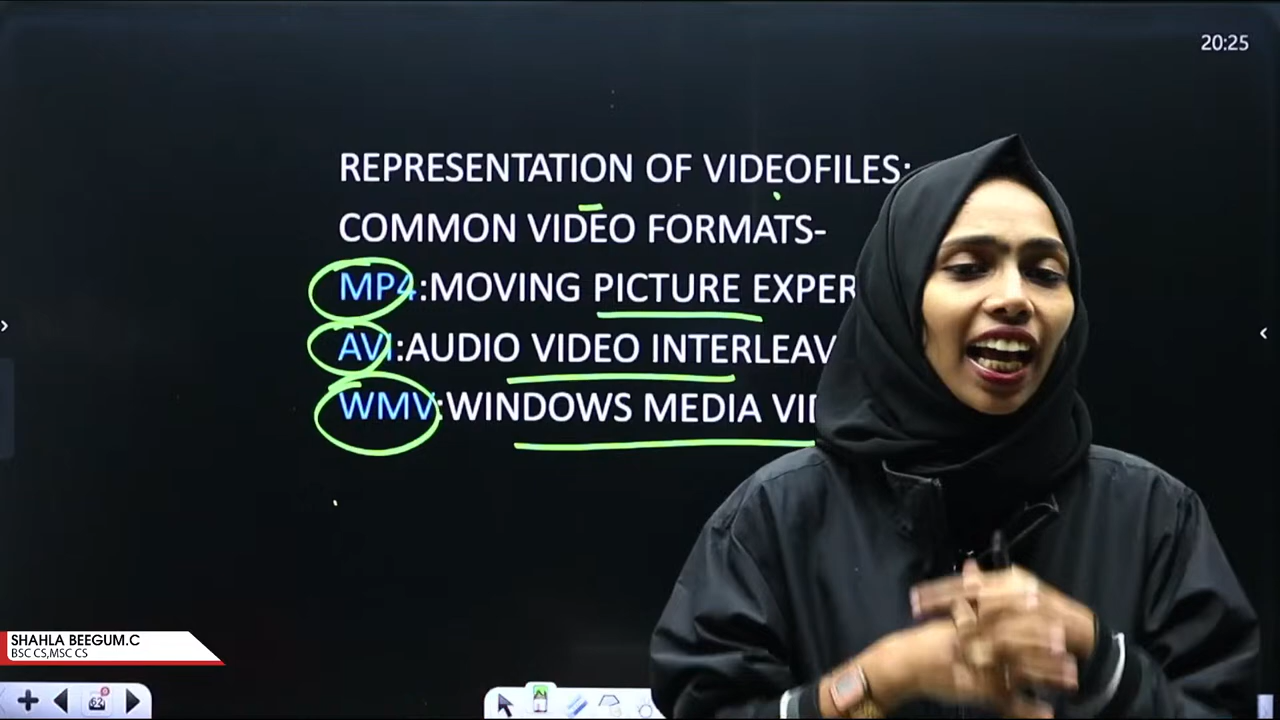 20:25
REPRESENTATION OF VIDEOFILES:
COMMON VIDEO FORMATS-
MP4:MOVING PICTURE EXPER
AVI:AUDIO VIDEO INTERLEAV
WMV:WINDOWS MEDIA VID
SHAHLA BEEGUM.C
BSC CS,MSC CS
62